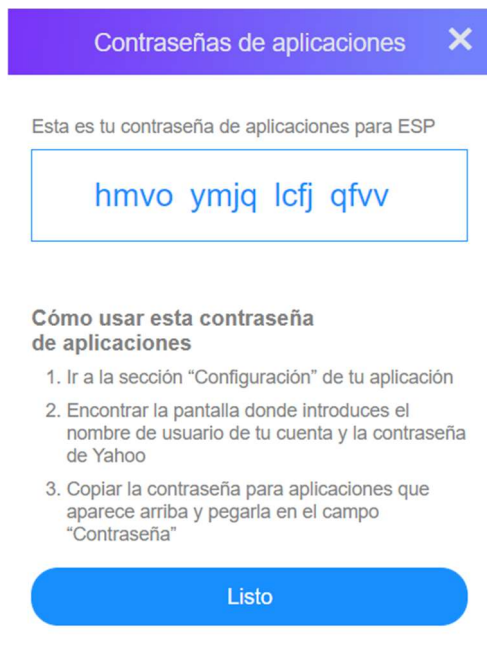 Contraseñas de aplicaciones ×
Esta es tu contraseña de aplicaciones para ESP
hmvo ymjq lcfj qfvv
Cómo usar esta contraseña
de aplicaciones
1. Ir a la sección “Configuración” de tu aplicación
2. Encontrar la pantalla donde introduces el
nombre de usuario de tu cuenta y la contraseña
de Yahoo
3. Copiar la contraseña para aplicaciones que
aparece arriba y pegarla en el campo
“Contraseña”
Listo